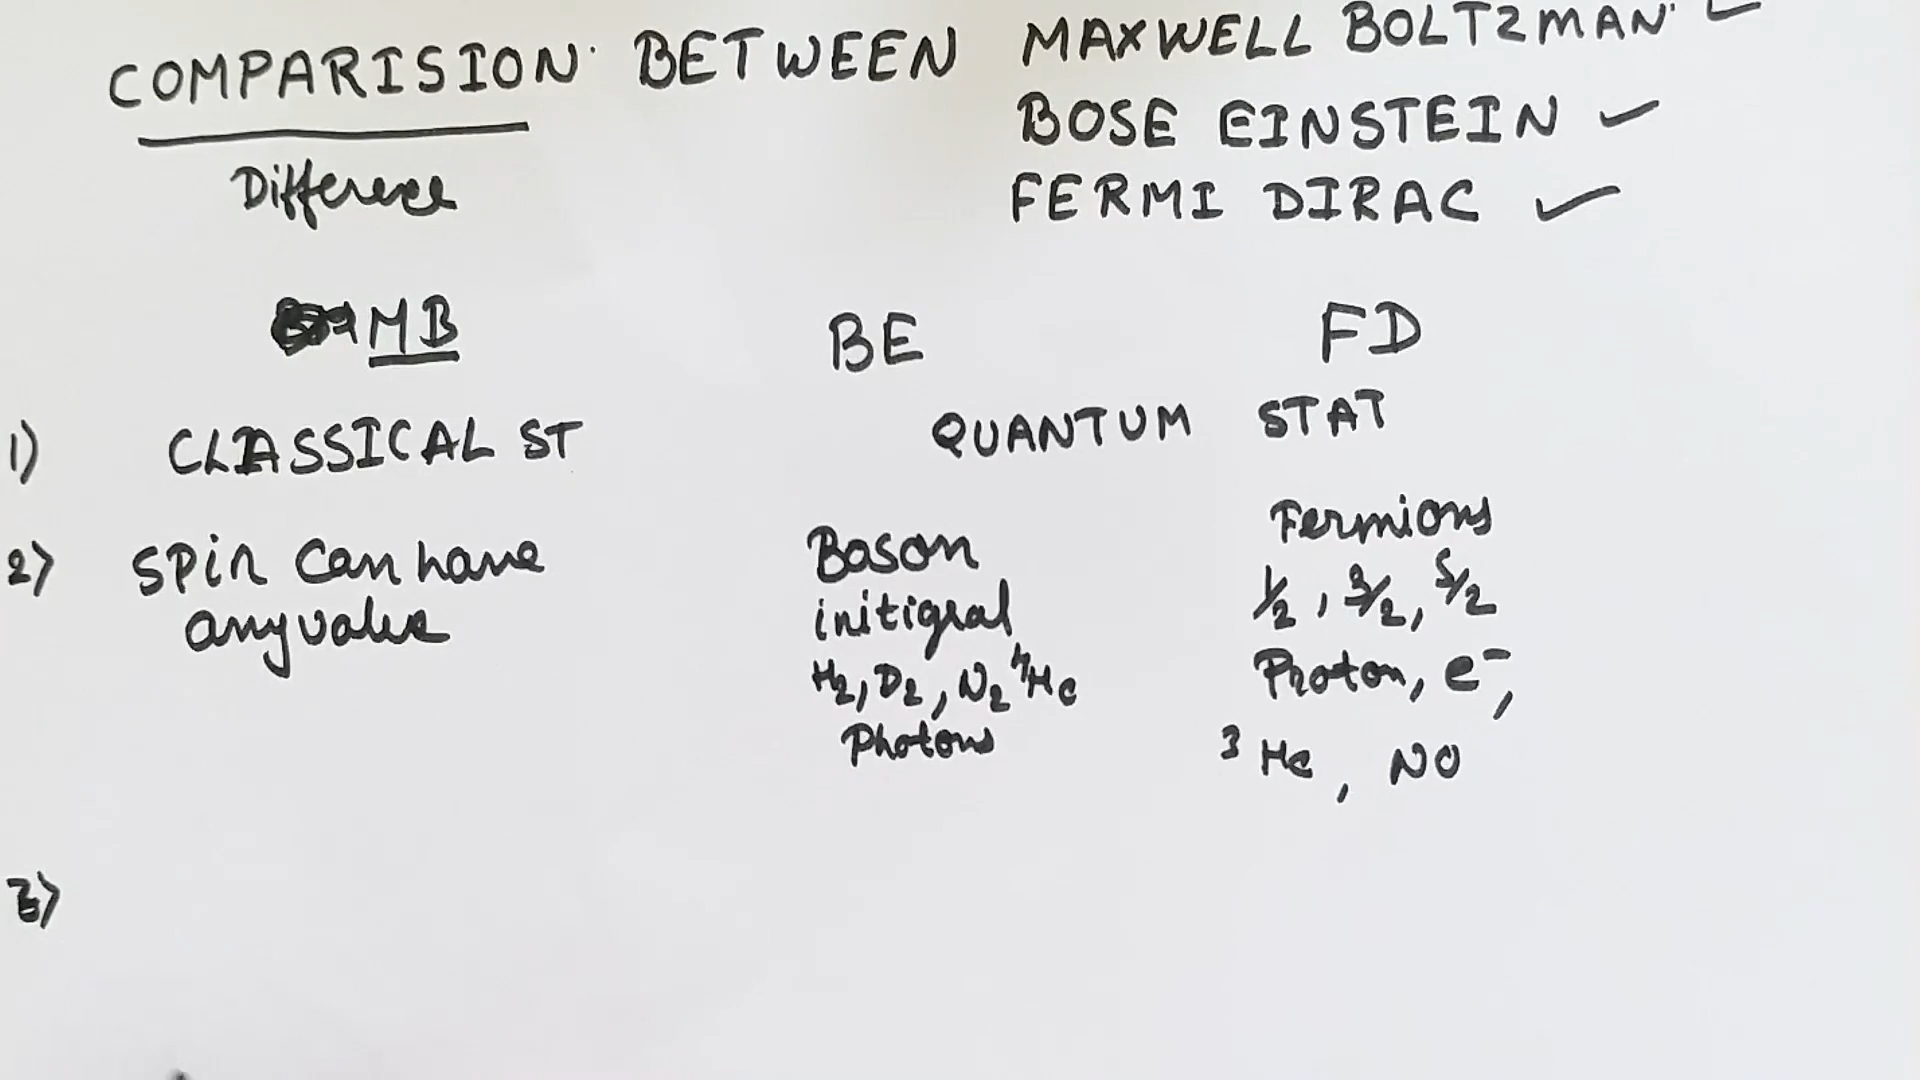 COMPARISION BETWEEN MAXWELL BOLTZMAN
BOSE EINSTEIN
FERMI DIRAC
Difference
MB BE FD
1) CLASSICAL ST QUANTUM STAT
2) SPin Can have any value
Boson
initigral
H2, D2, N2 ⁴He
Photons
Fermions
1/2, 3/2, 5/2
Proton, e⁻,
³He, NO
3)